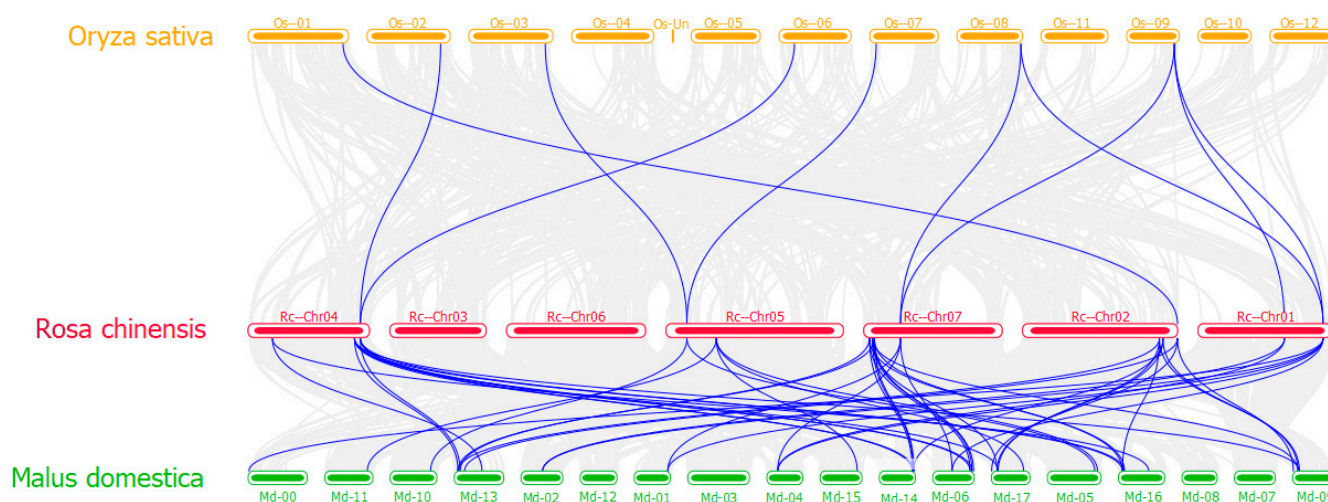 Os--01 Os--02 Os--03 Os--04 Os-Un Os--05 Os--06 Os--07 Os--08 Os--11 Os--09 Os--10 Os--12
Oryza sativa
Rc--Chr04 Rc--Chr03 Rc--Chr06 Rc--Chr05 Rc--Chr07 Rc--Chr02 Rc--Chr01
Rosa chinensis
Malus domestica
Md--00 Md--11 Md--10 Md--13 Md--02 Md--12 Md--01 Md--03 Md--04 Md--15 Md--14 Md--06 Md--17 Md--05 Md--16 Md--08 Md--07